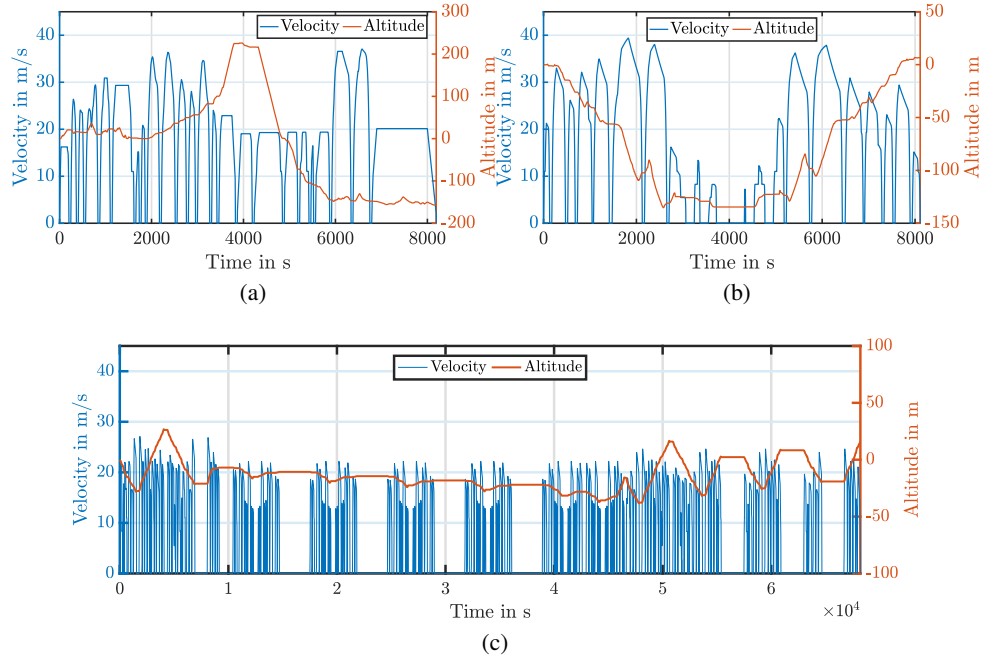 Velocity Altitude
Velocity in m/s
40
30
20
10
0
Altitude in m
300
200
100
0
-100
-200
0 2000 4000 6000 8000
Time in s
(a)
Velocity Altitude
Velocity in m/s
40
30
20
10
0
Altitude in m
50
0
-50
-100
-150
0 2000 4000 6000 8000
Time in s
(b)
Velocity Altitude
Velocity in m/s
40
30
20
10
0
Altitude in m
100
50
0
-50
-100
0 1 2 3 4 5 6
×10⁴
Time in s
(c)